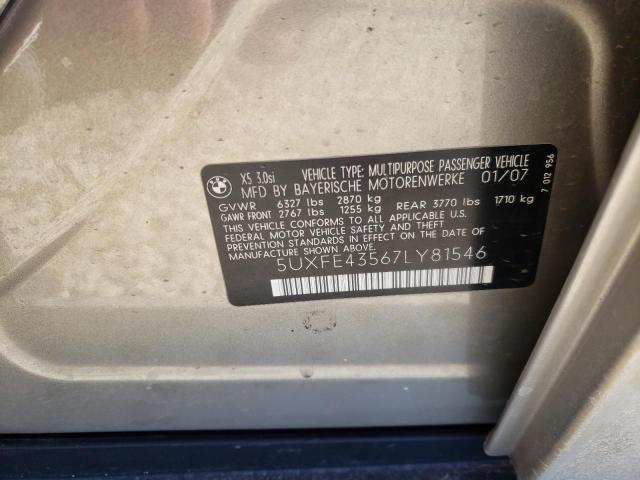 BMW
X5 3.0si VEHICLE TYPE: MULTIPURPOSE PASSENGER VEHICLE
MFD BY BAYERISCHE MOTORENWERKE 01/07
GVWR 6327 lbs 2870 kg
GAWR FRONT 2767 lbs 1255 kg REAR 3770 lbs 1710 kg
THIS VEHICLE CONFORMS TO ALL APPLICABLE U.S.
FEDERAL MOTOR VEHICLE SAFETY, BUMPER, AND THEFT
PREVENTION STANDARDS IN EFFECT ON THE DATE OF
MANUFACTURE SHOWN ABOVE.
5UXFE43567LY81546
7 012 956